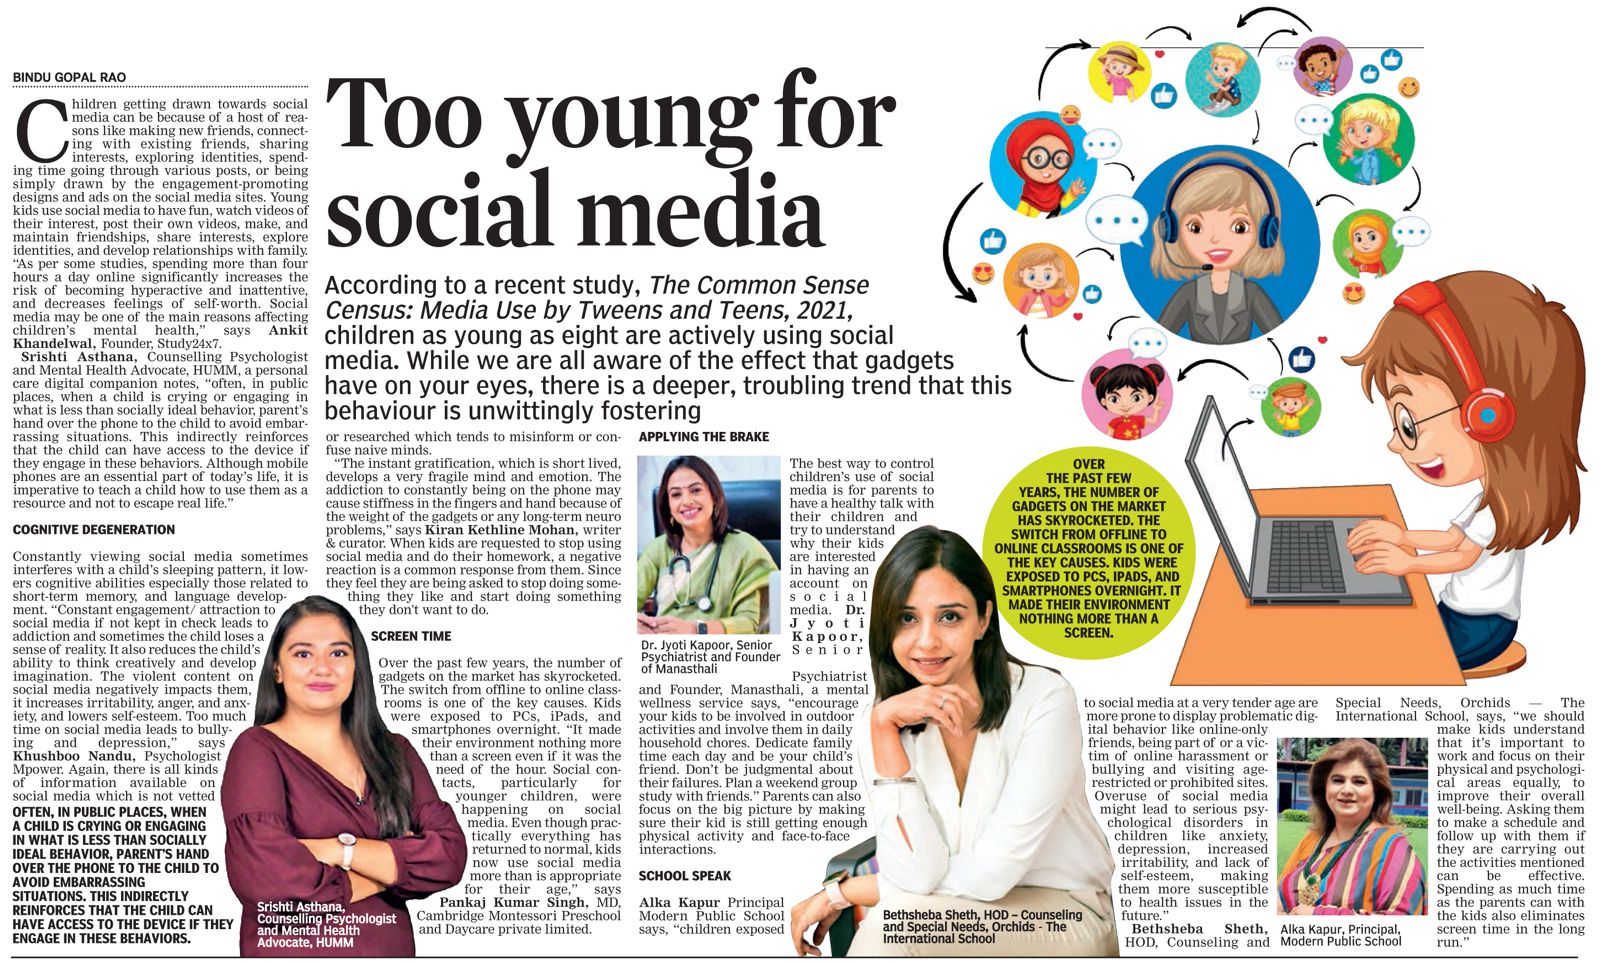 BINDU GOPAL RAO
Children getting drawn towards social
media can be because of a host of rea-
sons like making new friends, connect-
ing with existing friends, sharing
interests, exploring identities, spend-
ing time going through various posts, or being
simply drawn by the engagement-promoting
designs and ads on the social media sites. Young
kids use social media to have fun, watch videos of
their interest, post their own videos, make, and
maintain friendships, share interests, explore
identities, and develop relationships with family.
“As per some studies, spending more than four
hours a day online significantly increases the
risk of becoming hyperactive and inattentive,
and decreases feelings of self-worth. Social
media may be one of the main reasons affecting
children’s mental health,” says Ankit
Khandelwal, Founder, Study24x7.
Srishti Asthana, Counselling Psychologist
and Mental Health Advocate, HUMM, a personal
care digital companion notes, “often, in public
places, when a child is crying or engaging in
what is less than socially ideal behavior, parent’s
hand over the phone to the child to avoid embar-
rassing situations. This indirectly reinforces
that the child can have access to the device if
they engage in these behaviors. Although mobile
phones are an essential part of today’s life, it is
imperative to teach a child how to use them as a
resource and not to escape real life.”
COGNITIVE DEGENERATION
Constantly viewing social media sometimes
interferes with a child’s sleeping pattern, it low-
ers cognitive abilities especially those related to
short-term memory, and language develop-
ment. “Constant engagement/ attraction to
social media if not kept in check leads to
addiction and sometimes the child loses a
sense of reality. It also reduces the child’s
ability to think creatively and develop
imagination. The violent content on
social media negatively impacts them,
it increases irritability, anger, and anx-
iety, and lowers self-esteem. Too much
time on social media leads to bully-
ing and depression,” says
Khushboo Nandu, Psychologist
Mpower. Again, there is all kinds
of information available on
social media which is not vetted
OFTEN, IN PUBLIC PLACES, WHEN
A CHILD IS CRYING OR ENGAGING
IN WHAT IS LESS THAN SOCIALLY
IDEAL BEHAVIOR, PARENT’S HAND
OVER THE PHONE TO THE CHILD TO
AVOID EMBARRASSING
SITUATIONS. THIS INDIRECTLY
REINFORCES THAT THE CHILD CAN
HAVE ACCESS TO THE DEVICE IF THEY
ENGAGE IN THESE BEHAVIORS.
Too young for
social media
According to a recent study, The Common Sense
Census: Media Use by Tweens and Teens, 2021,
children as young as eight are actively using social
media. While we are all aware of the effect that gadgets
have on your eyes, there is a deeper, troubling trend that this
behaviour is unwittingly fostering
or researched which tends to misinform or con-
fuse naive minds.
“The instant gratification, which is short lived,
develops a very fragile mind and emotion. The
addiction to constantly being on the phone may
cause stiffness in the fingers and hand because of
the weight of the gadgets or any long-term neuro
problems,” says Kiran Kethline Mohan, writer
& curator. When kids are requested to stop using
social media and do their homework, a negative
reaction is a common response from them. Since
they feel they are being asked to stop doing some-
thing they like and start doing something
they don't want to do.
SCREEN TIME
Over the past few years, the number of
gadgets on the market has skyrocketed.
The switch from offline to online class-
rooms is one of the key causes. Kids
were exposed to PCs, iPads, and
smartphones overnight. “It made
their environment nothing more
than a screen even if it was the
need of the hour. Social con-
tacts, particularly for
younger children, were
happening on social
media. Even though prac-
tically everything has
returned to normal, kids
now use social media
more than is appropriate
for their age,” says
Pankaj Kumar Singh, MD,
Cambridge Montessori Preschool
and Daycare private limited.
Srishti Asthana,
Counselling Psychologist
and Mental Health
Advocate, HUMM
APPLYING THE BRAKE
Dr. Jyoti Kapoor, Senior
Psychiatrist and Founder
of Manasthali
The best way to control
children’s use of social
media is for parents to
have a healthy talk with
their children and
try to understand
why their kids
are interested
in having an
account on
social
media. Dr.
Jyoti
Kapoor,
Senior
Psychiatrist
and Founder, Manasthali, a mental
wellness service says, “encourage
your kids to be involved in outdoor
activities and involve them in daily
household chores. Dedicate family
time each day and be your child’s
friend. Don’t be judgmental about
their failures. Plan a weekend group
study with friends.” Parents can also
focus on the big picture by making
sure their kid is still getting enough
physical activity and face-to-face
interactions.
SCHOOL SPEAK
Alka Kapur Principal
Modern Public School
says, “children exposed
Bethsheba Sheth, HOD – Counseling
and Special Needs, Orchids - The
International School
OVER
THE PAST FEW
YEARS, THE NUMBER OF
GADGETS ON THE MARKET
HAS SKYROCKETED. THE
SWITCH FROM OFFLINE TO
ONLINE CLASSROOMS IS ONE OF
THE KEY CAUSES. KIDS WERE
EXPOSED TO PCS, IPADS, AND
SMARTPHONES OVERNIGHT. IT
MADE THEIR ENVIRONMENT
NOTHING MORE THAN A
SCREEN.
to social media at a very tender age are
more prone to display problematic dig-
ital behavior like online-only
friends, being part of or a vic-
tim of online harassment or
bullying and visiting age-
restricted or prohibited sites.
Overuse of social media
might lead to serious psy-
chological disorders in
children like anxiety,
depression, increased
irritability, and lack of
self-esteem, making
them more susceptible
to health issues in the
future.”
Bethsheba Sheth,
HOD, Counseling and
Alka Kapur, Principal,
Modern Public School
Special Needs, Orchids — The
International School, says, “we should
make kids understand
that it’s important to
work and focus on their
physical and psychologi-
cal areas equally, to
improve their overall
well-being. Asking them
to make a schedule and
follow up with them if
they are carrying out
the activities mentioned
can be effective.
Spending as much time
as the parents can with
the kids also eliminates
screen time in the long
run.”